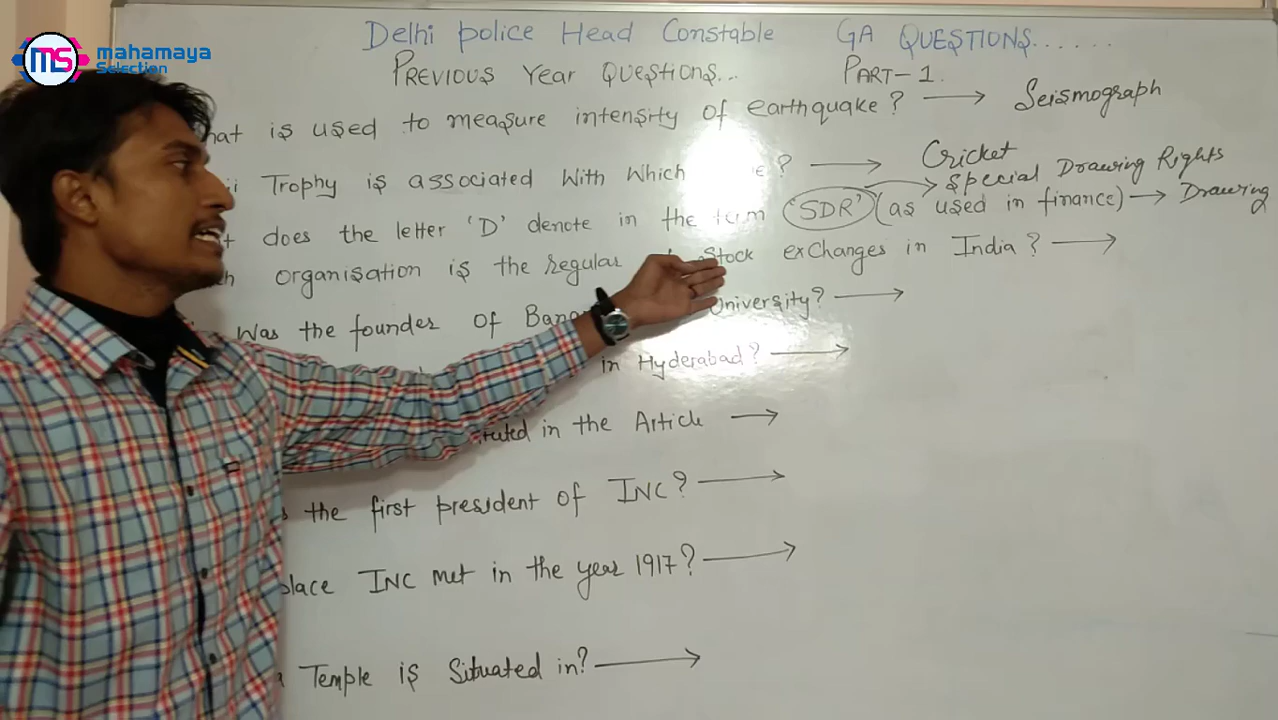 MS mahamaya
Selection
Delhi police Head Constable GA QUESTIONS......
PREVIOUS YEAR QUESTIONS... PART-1.
hat is used to measure intensity of earthquake? → Seismograph
Trophy is associated With Which ? → Cricket
Special Drawing Rights
does the letter 'D' denote in the term 'SDR' (as used in finance) → Drawing
organisation is the regular Stock exchanges in India? →
Was the founder of University? →
in Hyderabad? →
in the Article →
the first president of INC? →
place INC met in the year 1917? →
Temple is Situated in? →